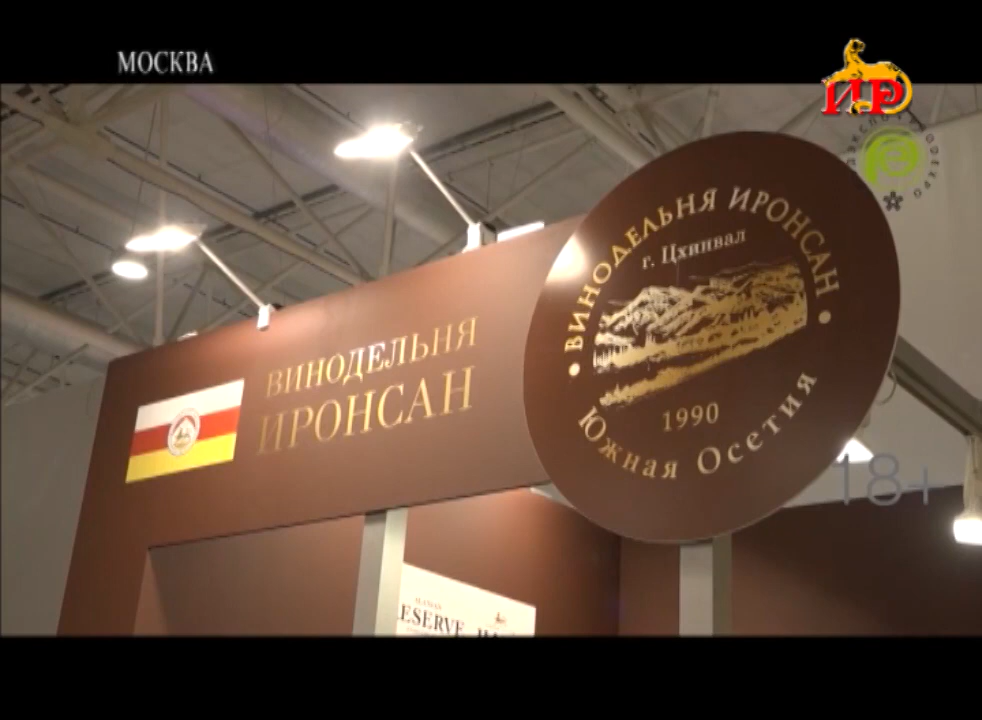 МОСКВА
ИР
ВИНОДЕЛЬНЯ ИРОНСАН
г. Цхинвал
1990
Южная Осетия
ВИНОДЕЛЬНЯ
ИРОНСАН
18+
ESERVE